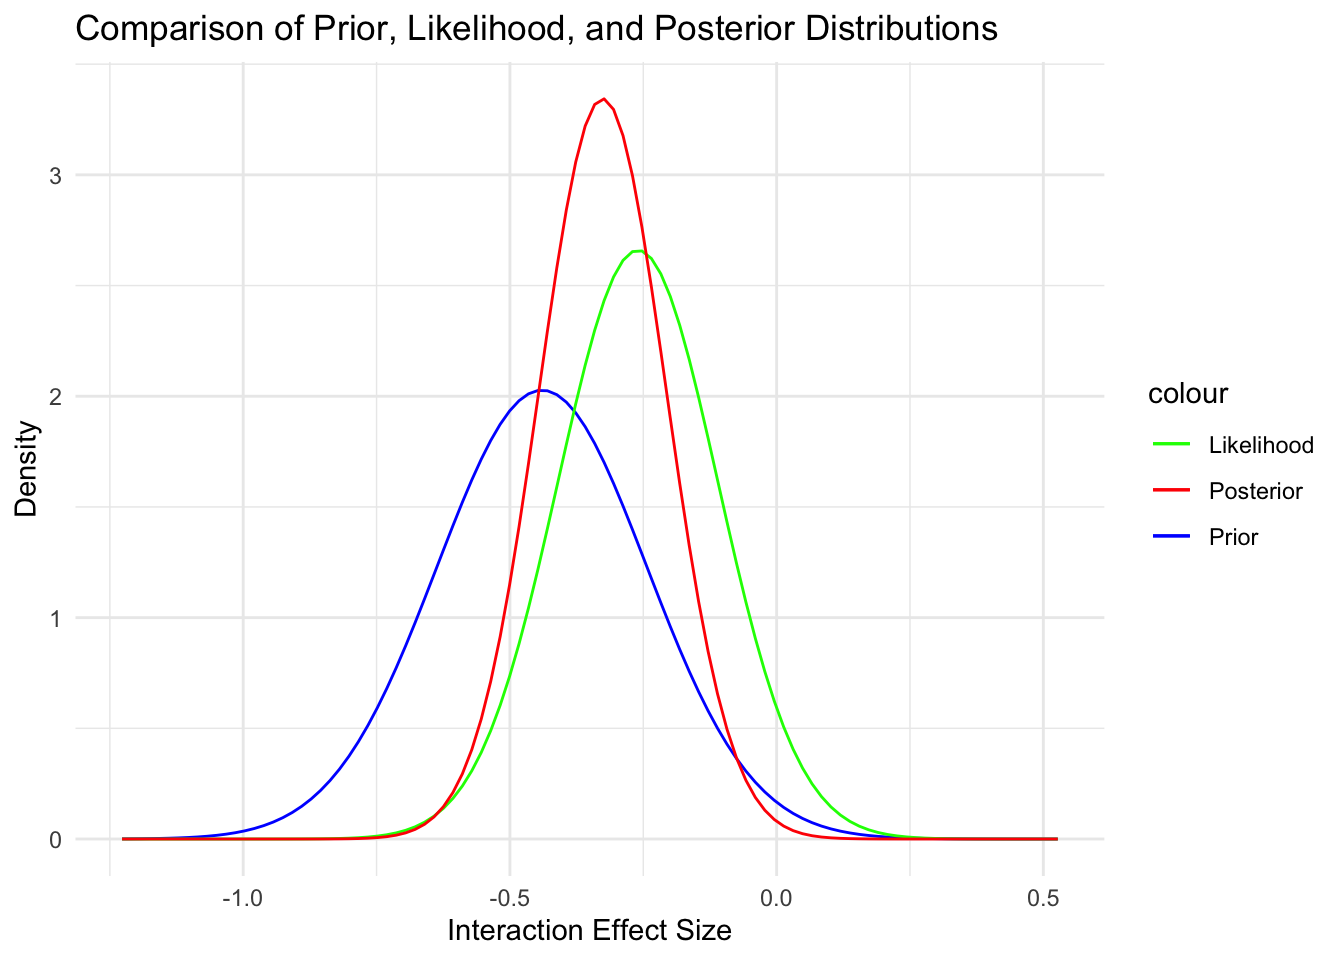 Comparison of Prior, Likelihood, and Posterior Distributions
3
2
1
0
Density
-1.0
-0.5
0.0
0.5
Interaction Effect Size
colour
Likelihood
Posterior
Prior